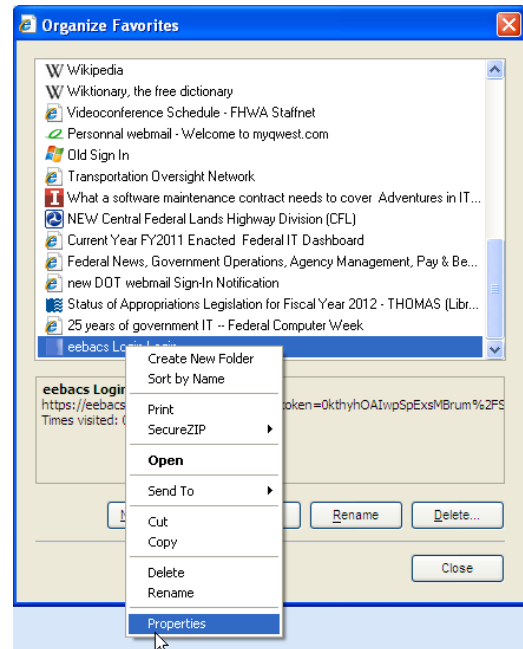 Organize Favorites
Wikipedia
Wiktionary, the free dictionary
Videoconference Schedule - FHWA Staffnet
Personnal webmail - Welcome to myqwest.com
Old Sign In
Transportation Oversight Network
What a software maintenance contract needs to cover Adventures in IT...
NEW Central Federal Lands Highway Division (CFL)
Current Year FY2011 Enacted Federal IT Dashboard
Federal News, Government Operations, Agency Management, Pay & Be...
new DOT webmail Sign-In Notification
Status of Appropriations Legislation for Fiscal Year 2012 - THOMAS (Libr...
25 years of government IT -- Federal Computer Week
eebacs Login Login
Create New Folder
Sort by Name
Print
SecureZIP
Open
Send To
Cut
Copy
Delete
Rename
Properties
eebacs Login
https://eebacs oken=0kthyhOAIwpSpExsMBrum%2FS
Times visited:
Rename
Delete...
Close